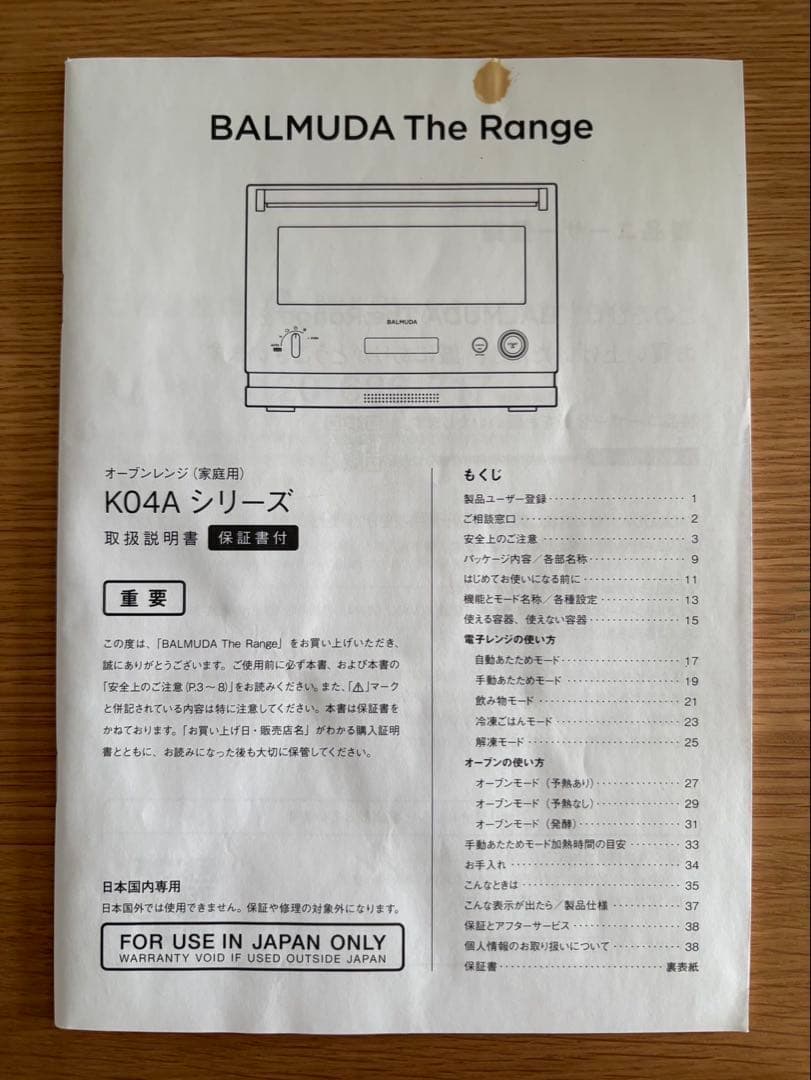 BALMUDA The Range
BALMUDA
オーブンレンジ（家庭用）
K04A シリーズ
取扱説明書 保証書付
重要
この度は、「BALMUDA The Range」をお買い上げいただき、
誠にありがとうございます。ご使用前に必ず本書、および本書の
「安全上のご注意（P.3～8）」をお読みください。また、「⚠」マーク
と併記されている内容は特に注意してください。本書は保証書を
かねております。「お買い上げ日・販売店名」がわかる購入証明
書とともに、お読みになった後も大切に保管してください。
日本国内専用
日本国外では使用できません。保証や修理の対象外になります。
FOR USE IN JAPAN ONLY
WARRANTY VOID IF USED OUTSIDE JAPAN
もくじ
製品ユーザー登録 1
ご相談窓口 2
安全上のご注意 3
パッケージ内容／各部名称 9
はじめてお使いになる前に 11
機能とモード名称／各種設定 13
使える容器、使えない容器 15
電子レンジの使い方
自動あたためモード 17
手動あたためモード 19
飲み物モード 21
冷凍ごはんモード 23
解凍モード 25
オーブンの使い方
オーブンモード（予熱あり） 27
オーブンモード（予熱なし） 29
オーブンモード（発酵） 31
手動あたためモード加熱時間の目安 33
お手入れ 34
こんなときは 35
こんな表示が出たら／製品仕様 37
保証とアフターサービス 38
個人情報のお取り扱いについて 38
保証書 裏表紙